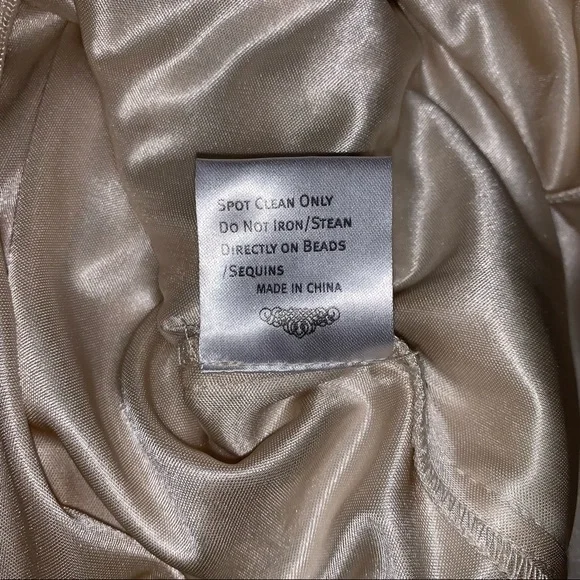 SPOT CLEAN ONLY
DO NOT IRON/STEAN
DIRECTLY ON BEADS
/SEQUINS
MADE IN CHINA